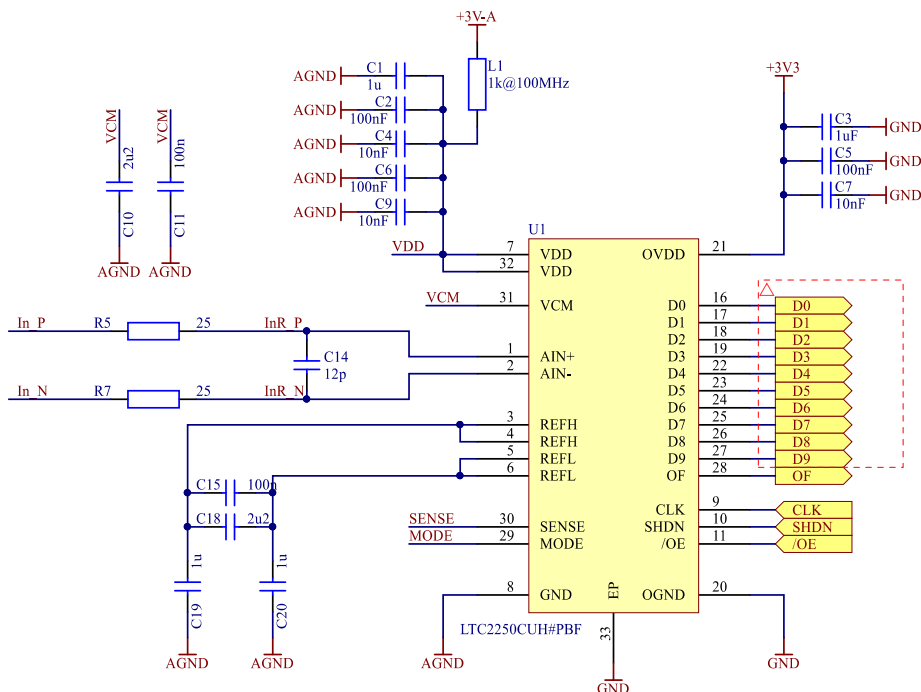 +3V-A
L1
1k@100MHz
AGND C1 1u
AGND C2 100nF
AGND C4 10nF
AGND C6 100nF
AGND C9 10nF
+3V3
C3 1uF GND
C5 100nF GND
C7 10nF GND
VCM 2u2 C10 AGND
VCM 100n C11 AGND
U1
VDD 7 VDD OVDD 21
32 VDD
VCM 31 VCM D0 16 D0
D1 17 D1
D2 18 D2
In_P R5 25 InR_P
C14
12p
1 AIN+ D3 19 D3
2 AIN- D4 22 D4
D5 23 D5
In_N R7 25 InR_N
D6 24 D6
3 REFH D7 25 D7
4 REFH D8 26 D8
5 REFL D9 27 D9
6 REFL OF 28 OF
C15 100n
C18 2u2
CLK 9 CLK
SENSE 30 SENSE SHDN 10 SHDN
MODE 29 MODE /OE 11 /OE
1u C19 AGND
1u C20 AGND
8 GND EP OGND 20
LTC2250CUH#PBF
33
AGND
GND
GND